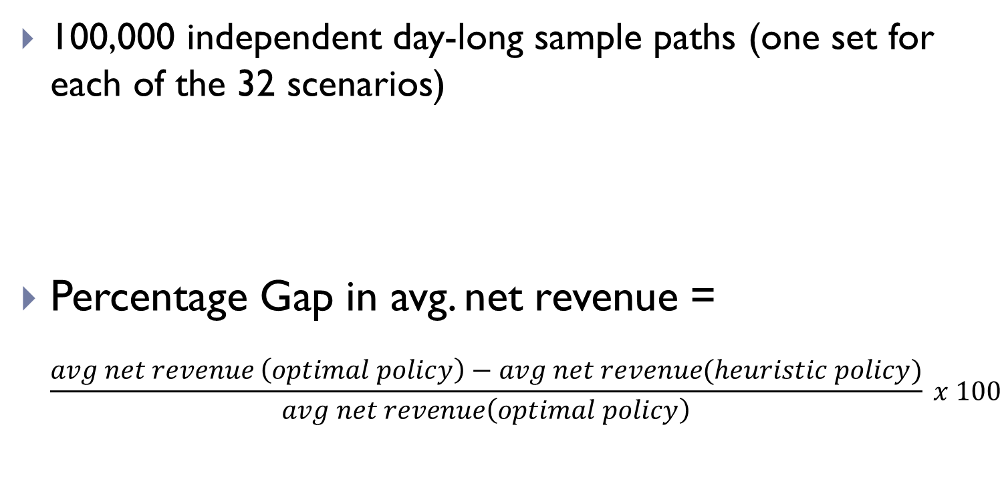 100,000 independent day-long sample paths (one set for
each of the 32 scenarios)
Percentage Gap in avg. net revenue =
avg net revenue (optimal policy) − avg net revenue(heuristic policy)
x 100
avg net revenue(optimal policy)